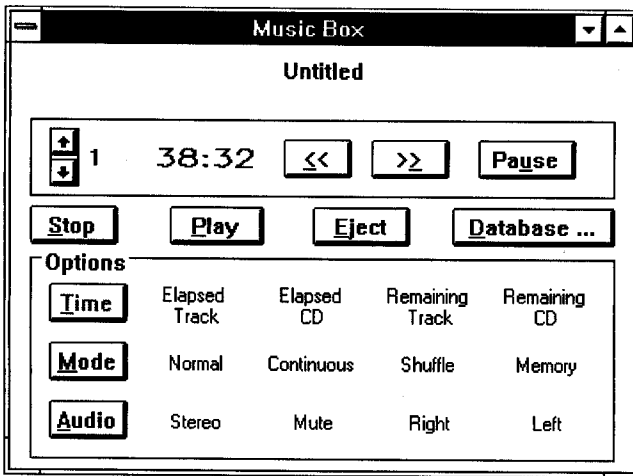 Music Box
Untitled
1 38:32 << >> Pause
Stop Play Eject Database ...
Options
Time Elapsed Track Elapsed CD Remaining Track Remaining CD
Mode Normal Continuous Shuffle Memory
Audio Stereo Mute Right Left